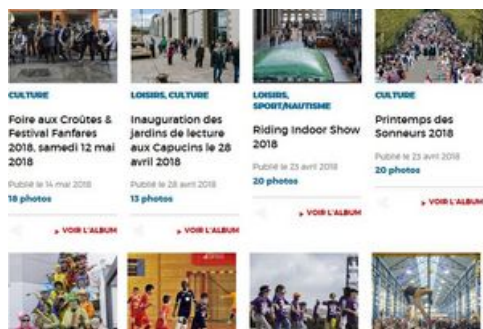 CULTURE
Foire aux Croûtes &
Festival Fanfares
2018, samedi 12 mai
2018
Publié le 14 mai 2018
18 photos
VOIR L'ALBUM
LOISIRS, CULTURE
Inauguration des
jardins de lecture
aux Capucins le 28
avril 2018
Publié le 28 avril 2018
13 photos
VOIR L'ALBUM
LOISIRS,
SPORT/NAUTISME
Riding Indoor Show
2018
Publié le 23 avril 2018
20 photos
VOIR L'ALBUM
CULTURE
Printemps des
Sonneurs 2018
Publié le 23 avril 2018
20 photos
VOIR L'ALBUM